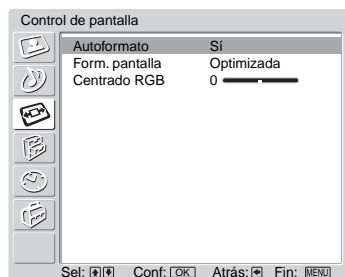 Control de pantalla
Autoformato Sí
Form. pantalla Optimizada
Centrado RGB 0
Sel: Conf: OK Atrás: Fin: MENU